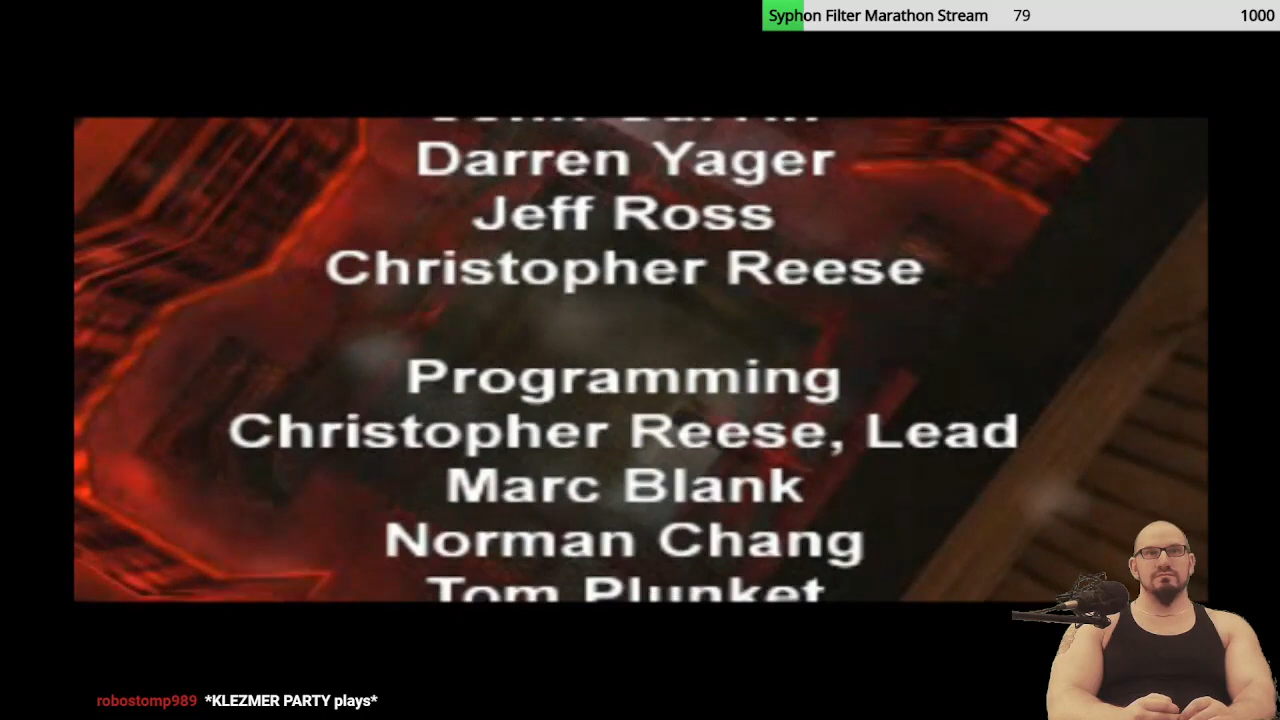 Syphon Filter Marathon Stream 79 1000
Darren Yager
Jeff Ross
Christopher Reese
Programming
Christopher Reese, Lead
Marc Blank
Norman Chang
Tom Plunket
robostomp989 *KLEZMER PARTY plays*